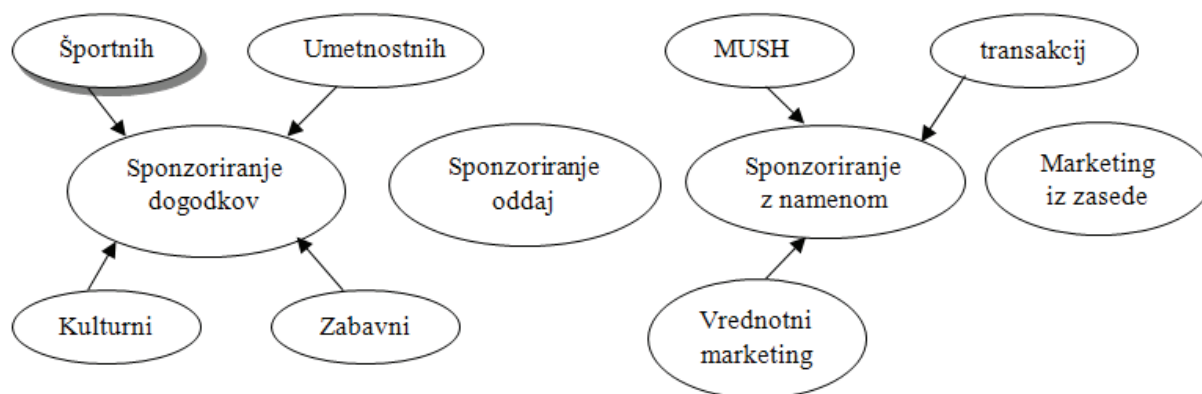 Športnih
Umetnostnih
MUSH
transakcij
Sponzoriranje
dogodkov
Sponzoriranje
oddaj
Sponzoriranje
z namenom
Marketing
iz zasede
Kulturni
Zabavni
Vrednotni
marketing